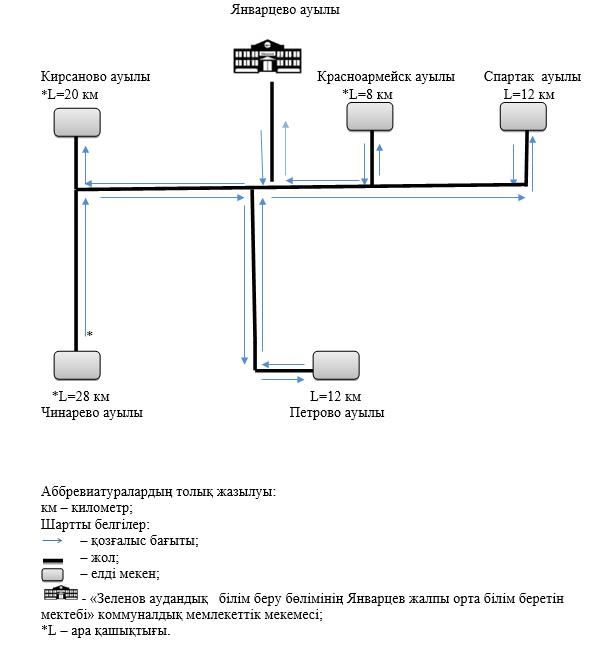 Январцево ауылы
Кирсаново ауылы
*L=20 км
Красноармейск ауылы
*L=8 км
Спартак ауылы
L=12 км
*
*L=28 км
Чинарево ауылы
L=12 км
Петрово ауылы
Аббревиатуралардың толық жазылуы:
км – километр;
Шартты белгілер:
– қозғалыс бағыты;
– жол;
– елді мекен;
- «Зеленов аудандық білім беру бөлімінің Январцев жалпы орта білім беретін
мектебі» коммуналдық мемлекеттік мекемесі;
*L – ара қашықтығы.